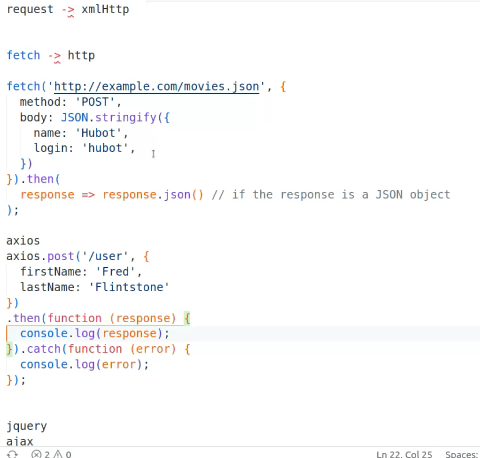 request -> xmlHttp
fetch -> http
fetch('http://example.com/movies.json', {
  method: 'POST',
  body: JSON.stringify({
    name: 'Hubot',
    login: 'hubot',
  })
}).then(
  response => response.json() // if the response is a JSON object
);
axios
axios.post('/user', {
  firstName: 'Fred',
  lastName: 'Flintstone'
})
.then(function (response) {
  console.log(response);
}).catch(function (error) {
  console.log(error);
});
jquery
ajax
2 0 Ln 22, Col 25 Spaces: